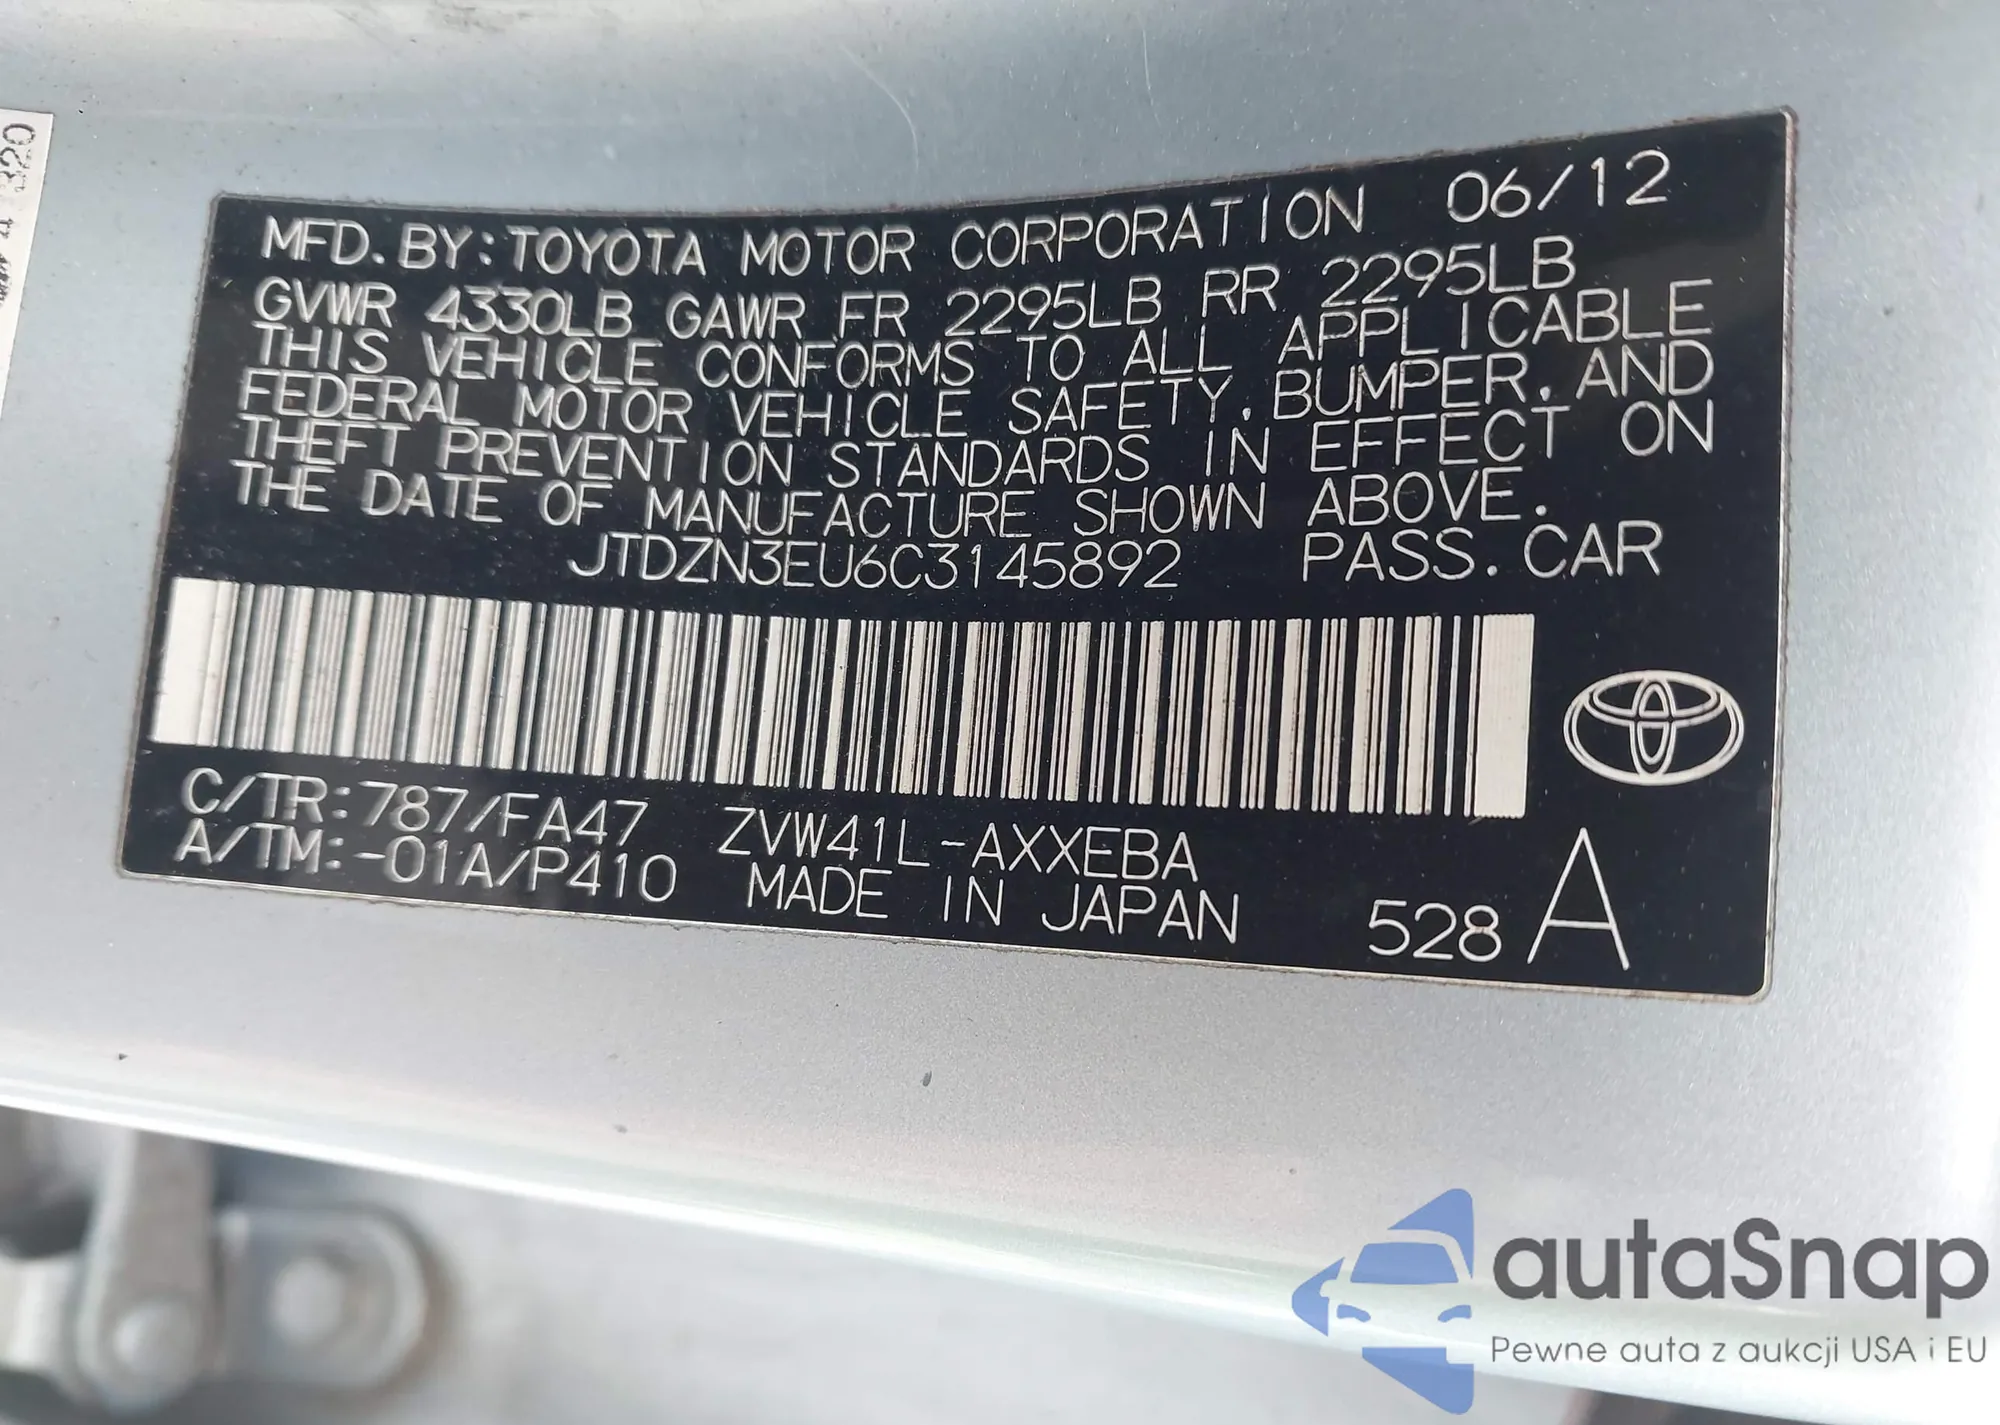 320
MFD. BY: TOYOTA MOTOR CORPORATION 06/12
GVWR 4330LB GAWR FR 2295LB RR 2295LB
THIS VEHICLE CONFORMS TO ALL APPLICABLE
FEDERAL MOTOR VEHICLE SAFETY, BUMPER, AND
THEFT PREVENTION STANDARDS IN EFFECT ON
THE DATE OF MANUFACTURE SHOWN ABOVE.
JTDZN3EU6C3145892 PASS. CAR
C/TR: 787/FA47 ZVW41L-AXXEBA
A/TM: -01A/P410 MADE IN JAPAN 528 A
autaSnap
Pewne auta z aukcji USA i EU